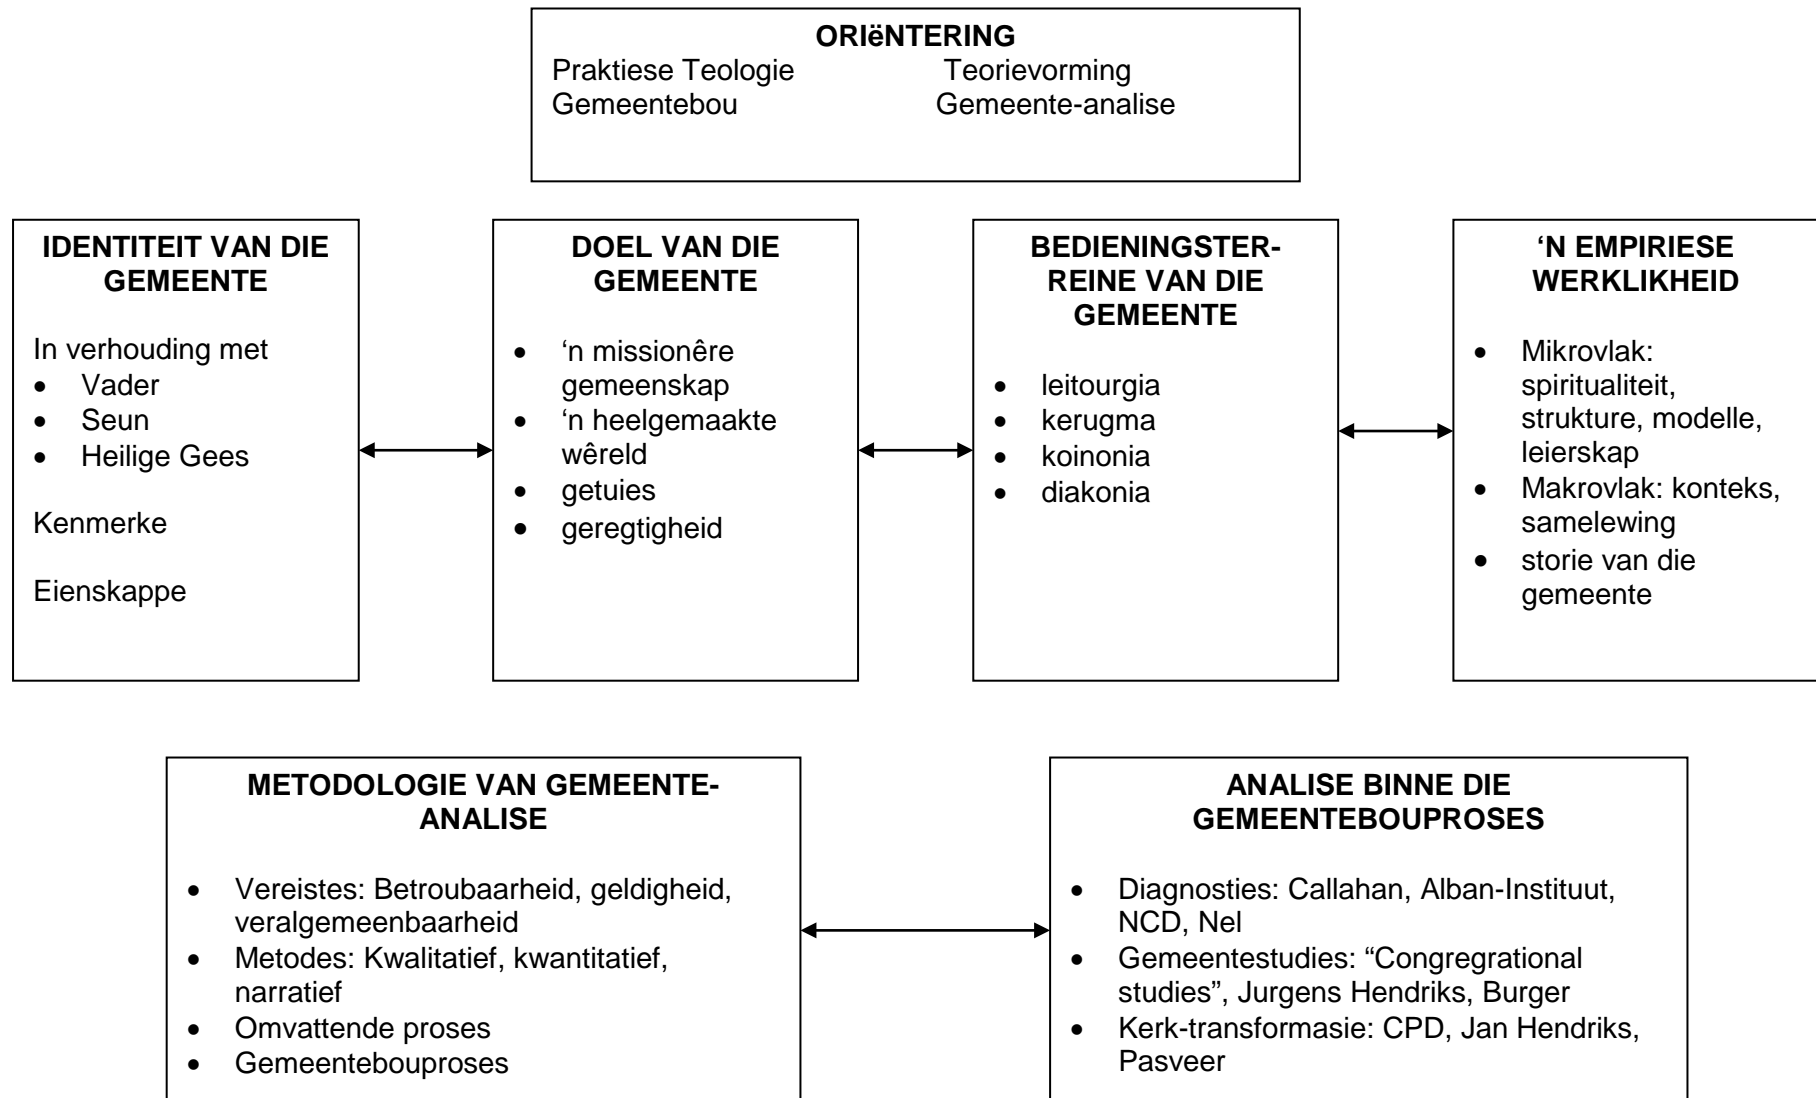 ORIëNTERING
Praktiese Teologie Teorievorming
Gemeentebou Gemeente-analise
IDENTITEIT VAN DIE
GEMEENTE
In verhouding met
• Vader
• Seun
• Heilige Gees
Kenmerke
Eienskappe
DOEL VAN DIE
GEMEENTE
• ‘n missionêre
gemeenskap
• ‘n heelgemaakte
wêreld
• getuies
• geregtigheid
BEDIENINGSTER-
REINE VAN DIE
GEMEENTE
• leitourgia
• kerugma
• koinonia
• diakonia
‘N EMPIRIESE
WERKLIKHEID
• Mikrovlak:
spiritualiteit,
strukture, modelle,
leierskap
• Makrovlak: konteks,
samelewing
• storie van die
gemeente
METODOLOGIE VAN GEMEENTE-
ANALISE
• Vereistes: Betroubaarheid, geldigheid,
veralgemeenbaarheid
• Metodes: Kwalitatief, kwantitatief,
narratief
• Omvattende proses
• Gemeentebouproses
ANALISE BINNE DIE
GEMEENTEBOUPROSES
• Diagnosties: Callahan, Alban-Instituut,
NCD, Nel
• Gemeentestudies: “Congregrational
studies”, Jurgens Hendriks, Burger
• Kerk-transformasie: CPD, Jan Hendriks,
Pasveer